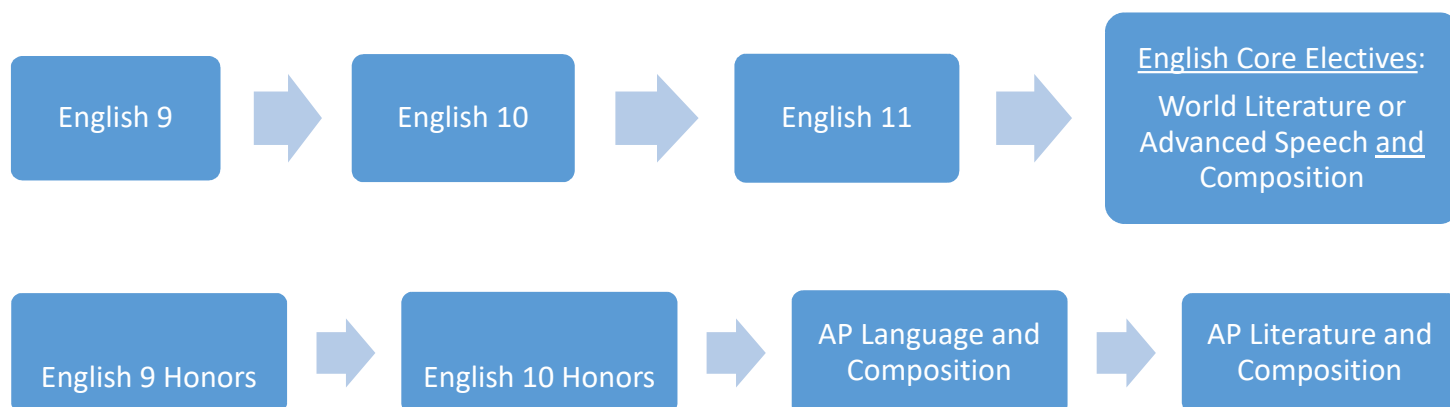 English 9
English 10
English 11
English Core Electives:
World Literature or
Advanced Speech and
Composition
English 9 Honors
English 10 Honors
AP Language and
Composition
AP Literature and
Composition